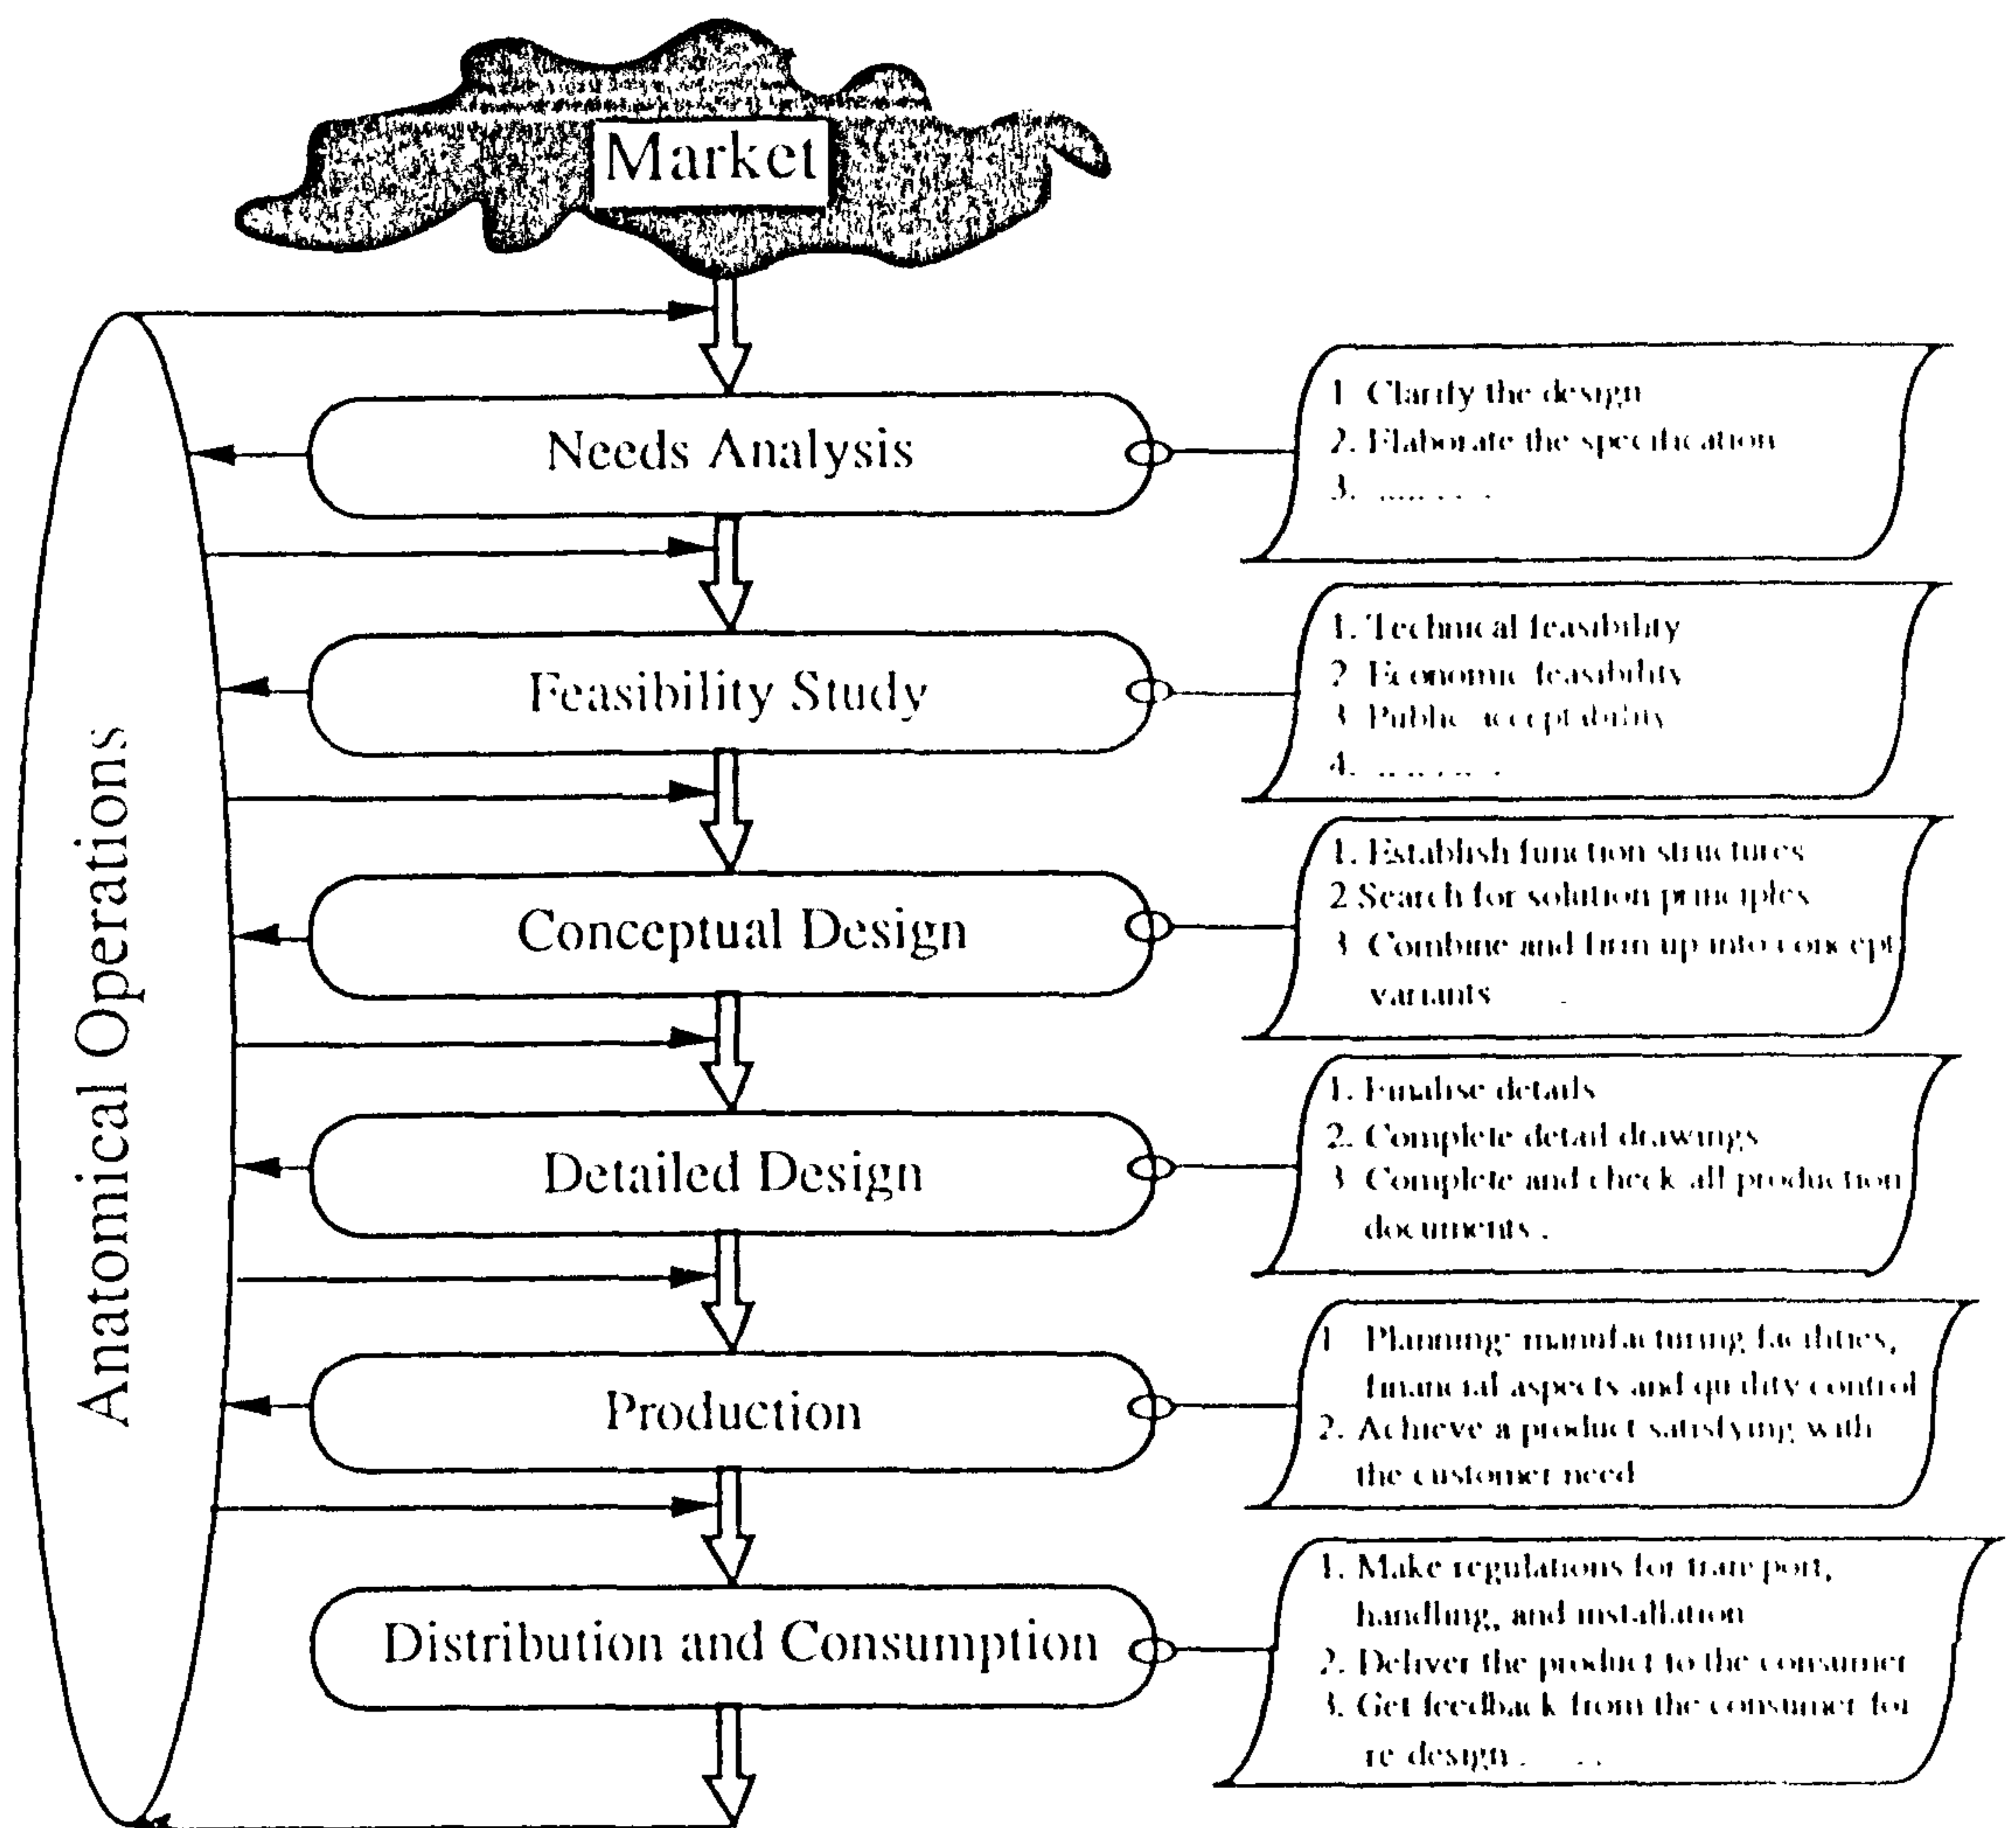 Market
Needs Analysis
1 Clarify the design
2. Elaborate the specification
3. ..... . . .
Feasibility Study
1. Technical feasibility
2 Economic feasibility
3 Public acceptability
4. .. .. . .. .
Conceptual Design
1. Establish function structures
2 Search for solution principles
3 Combine and firm up into concept
variants
Detailed Design
1. Finalise details
2. Complete detail drawings
3 Complete and check all production
documents .
Production
1 Planning: manufacturing facilities,
financial aspects and quality control
2. Achieve a product satisfying with
the customer need
Distribution and Consumption
1. Make regulations for transport,
handling, and installation
2. Deliver the product to the consumer
3. Get feedback from the consumer for
re design . . . .
Anatomical Operations